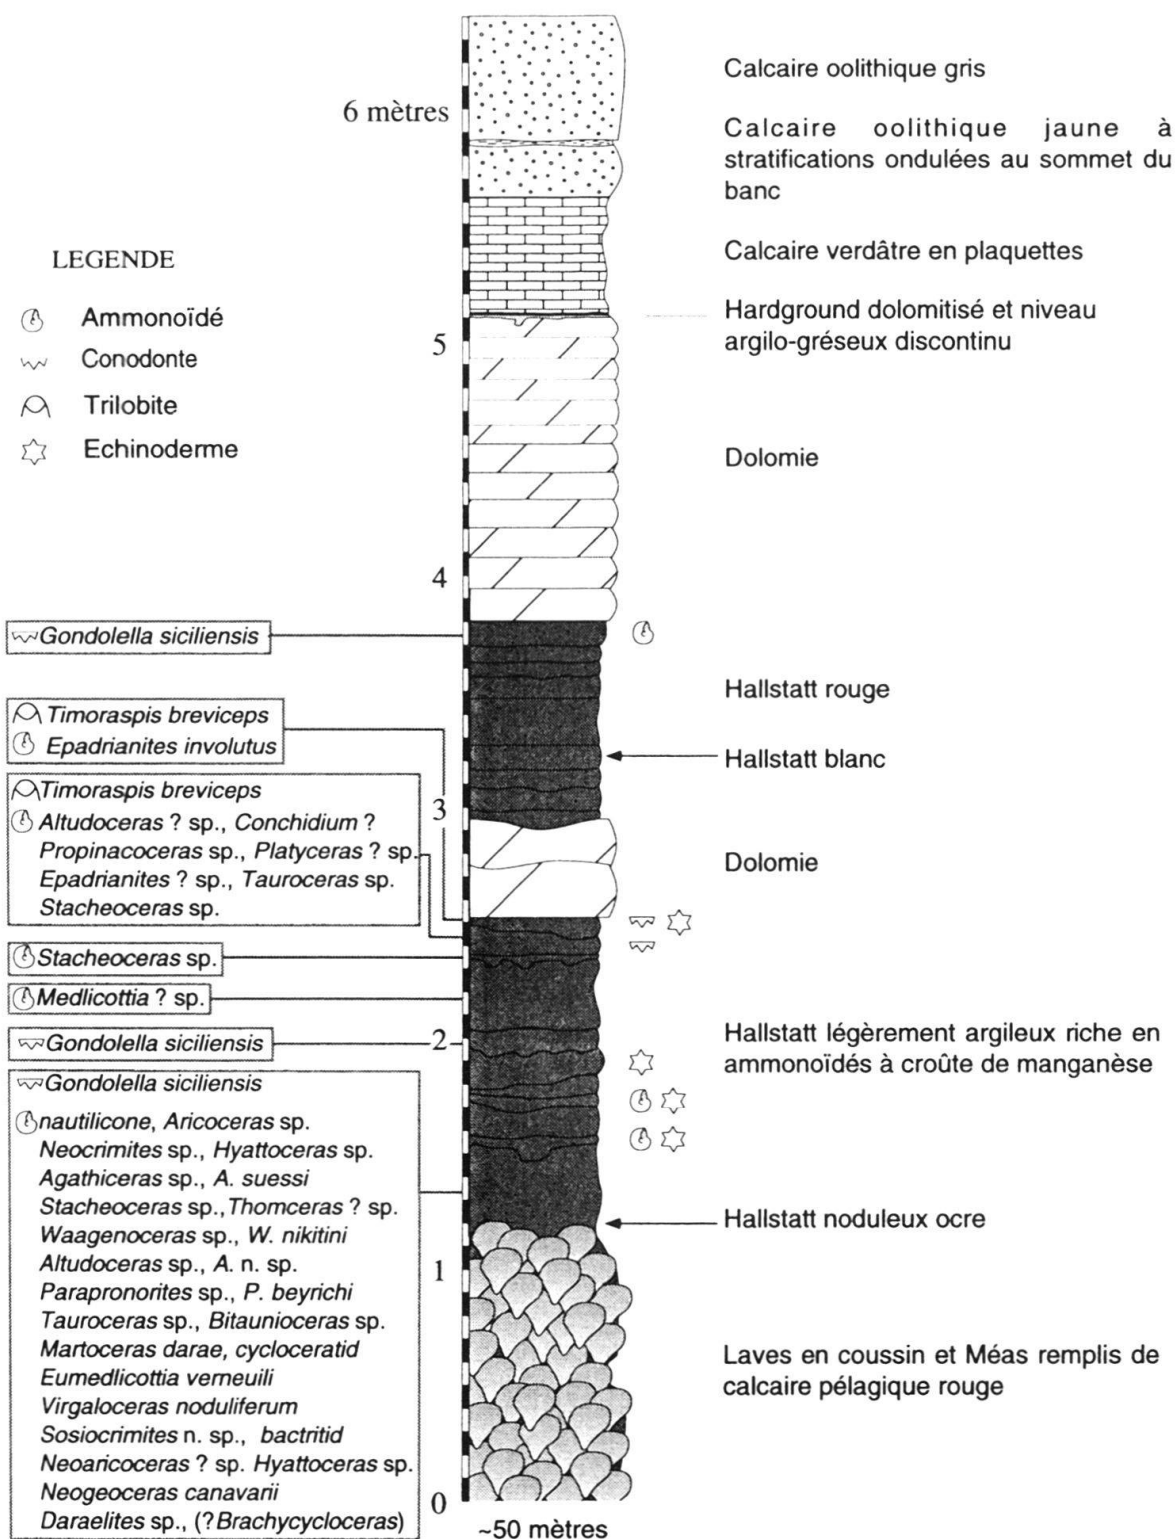 Calcaire oolithique gris
6 mètres
Calcaire oolithique jaune à
stratifications ondulées au sommet du
banc
Calcaire verdâtre en plaquettes
LEGENDE
Ammonoïdé
Conodonte
Trilobite
Echinoderme
Hardground dolomitisé et niveau
argilo-gréseux discontinu
5
Dolomie
4
Gondolella siciliensis
Hallstatt rouge
Timoraspis breviceps
Epadrianites involutus
Hallstatt blanc
Timoraspis breviceps
Altudoceras ? sp., Conchidium ?
Propinacoceras sp., Platyceras ? sp.
Epadrianites ? sp., Tauroceras sp.
Stacheoceras sp.
3
Dolomie
Stacheoceras sp.
Medlicottia ? sp.
Gondolella siciliensis
2
Hallstatt légèrement argileux riche en
ammonoïdés à croûte de manganèse
Gondolella siciliensis
nautilicone, Aricoceras sp.
Neocrimites sp., Hyattoceras sp.
Agathiceras sp., A. suessi
Stacheoceras sp., Thomceras ? sp.
Waagenoceras sp., W. nikitini
Altudoceras sp., A. n. sp.
Parapronorites sp., P. beyrichi
Tauroceras sp., Bitaunioceras sp.
Martoceras darae, cycloceratid
Eumedlicottia verneuili
Virgaloceras noduliferum
Sosiocrimites n. sp., bactritid
Neoaricoceras ? sp. Hyattoceras sp.
Neogeoceras canavarii
Daraelites sp., (?Brachycycloceras)
Hallstatt noduleux ocre
1
Laves en coussin et Méas remplis de
calcaire pélagique rouge
0
~50 mètres